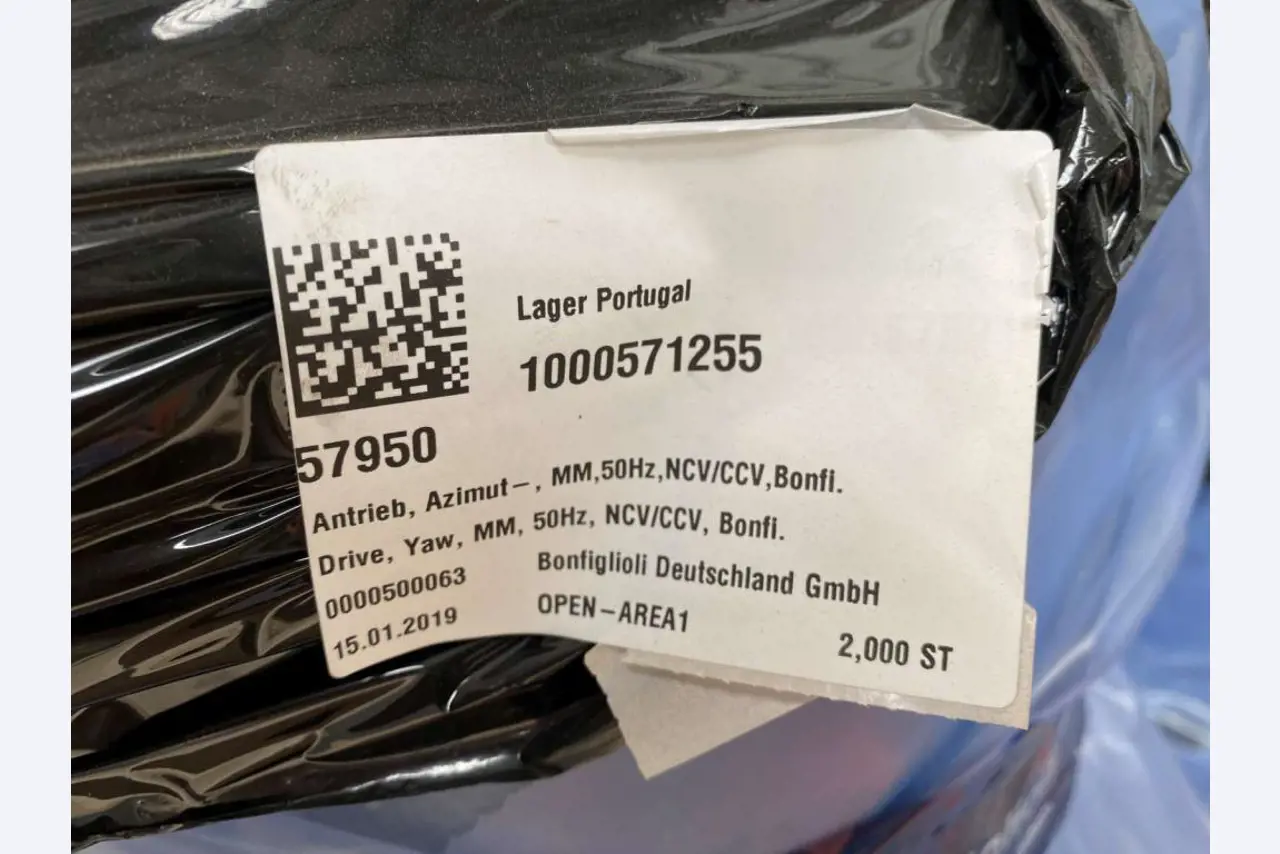 Lager Portugal
1000571255
57950
Antrieb, Azimut-, MM,50Hz,NCV/CCV,Bonfi.
Drive, Yaw, MM, 50Hz, NCV/CCV, Bonfi.
0000500063 Bonfiglioli Deutschland GmbH
15.01.2019 OPEN-AREA1 2,000 ST